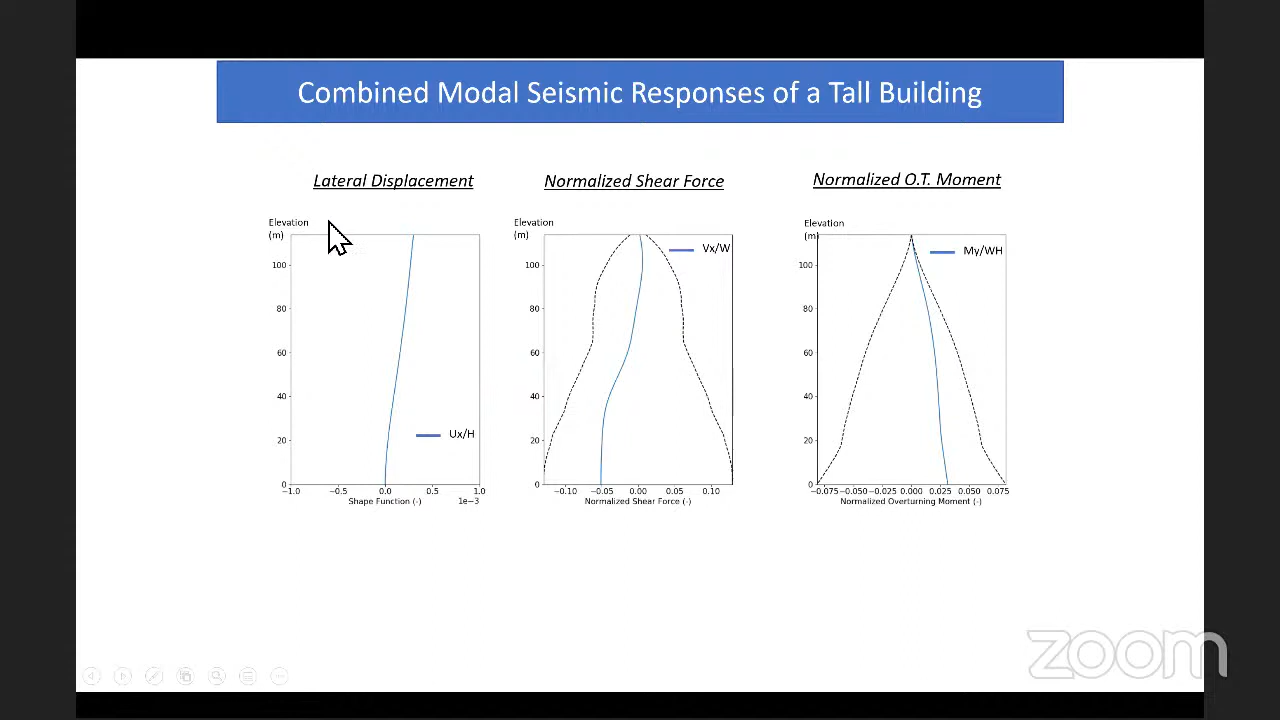 Combined Modal Seismic Responses of a Tall Building
Lateral Displacement
Normalized Shear Force
Normalized O.T. Moment
Elevation
(m)
100
80
60
40
20
0
Ux/H
−1.0 −0.5 0.0 0.5 1.0
Shape Function (-)
1e−3
Elevation
(m)
100
80
60
40
20
0
Vx/W
−0.10 −0.05 0.00 0.05 0.10
Normalized Shear Force (-)
Elevation
(m)
100
80
60
40
20
0
My/WH
−0.075 −0.050 −0.025 0.000 0.025 0.050 0.075
Normalized Overturning Moment (-)
zoom